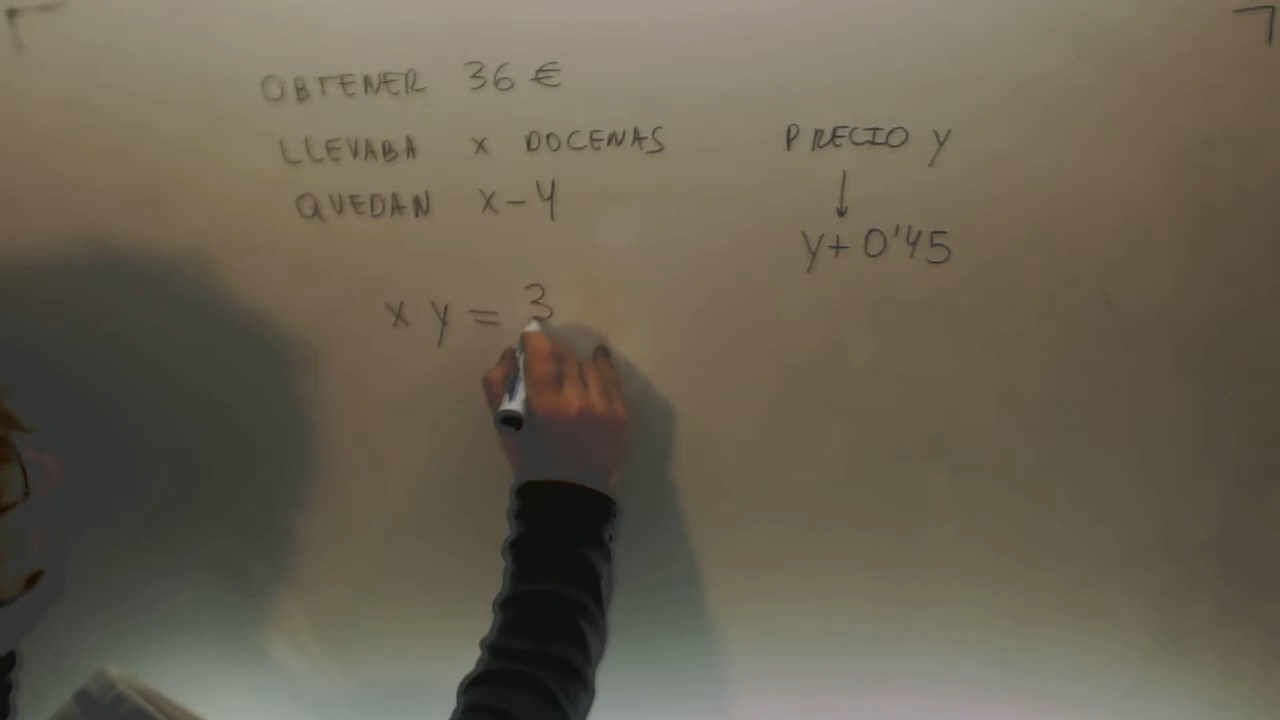 OBTENER 36 €
LLEVABA x DOCENAS
PRECIO y
QUEDAN x-4
↓
y+0'45
x y = 3